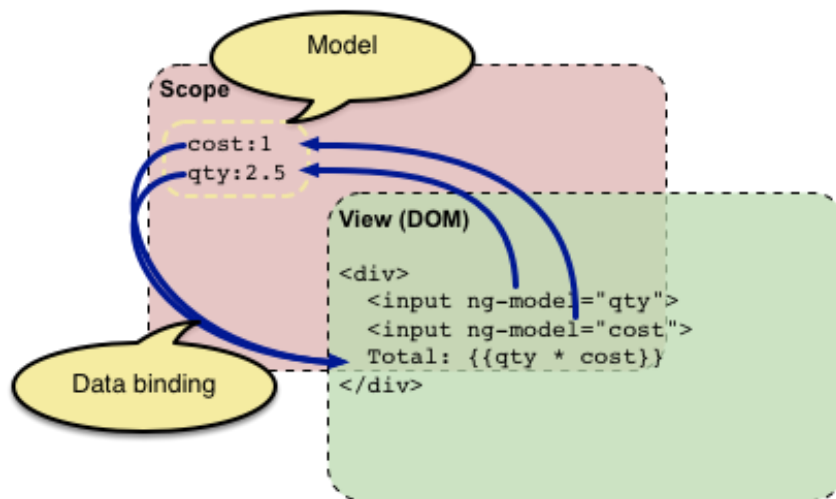 Model
Scope
cost:1
qty:2.5
View (DOM)
<div>
<input ng-model="qty">
<input ng-model="cost">
Total: {{qty * cost}}
</div>
Data binding